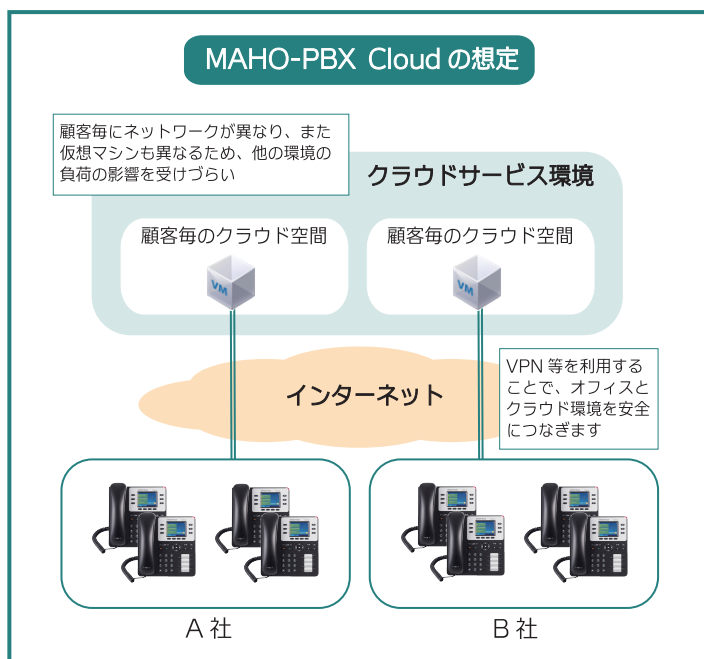 MAHO-PBX Cloud の想定
顧客毎にネットワークが異なり、また
仮想マシンも異なるため、他の環境の
負荷の影響を受けづらい
クラウドサービス環境
顧客毎のクラウド空間
顧客毎のクラウド空間
VM
VM
インターネット
VPN 等を利用する
ことで、オフィスと
クラウド環境を安全
につなぎます
A 社
B 社